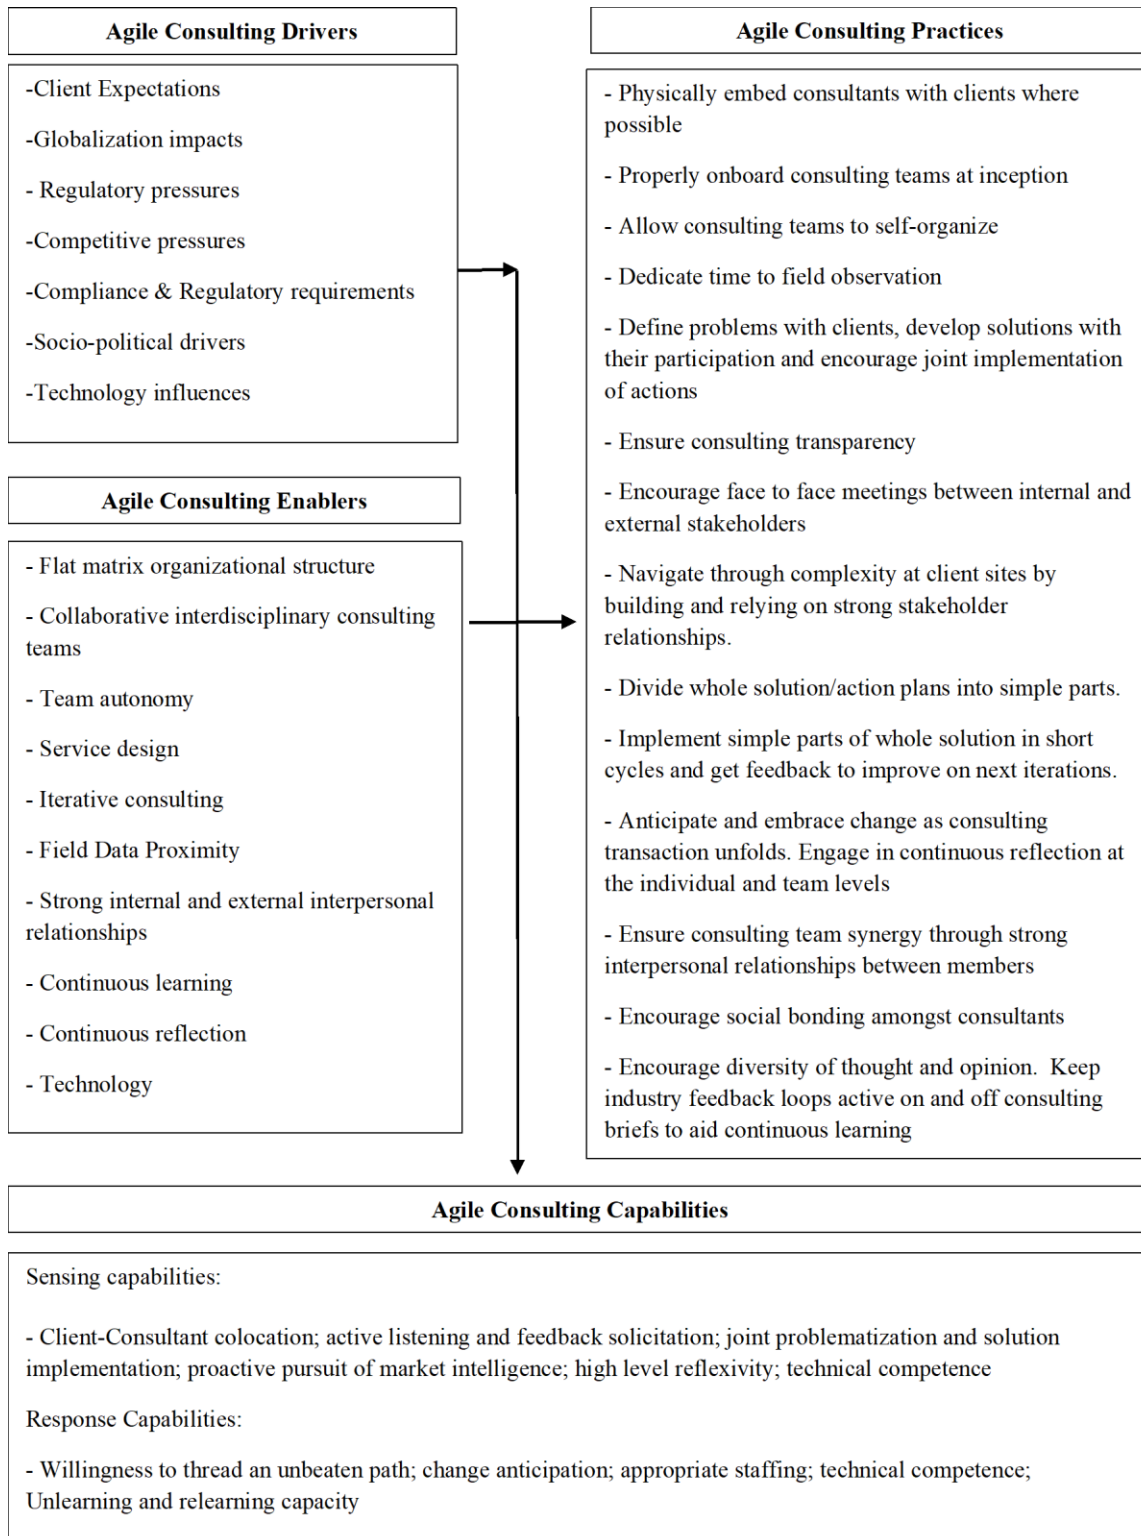 Agile Consulting Drivers
-Client Expectations
-Globalization impacts
- Regulatory pressures
-Competitive pressures
-Compliance & Regulatory requirements
-Socio-political drivers
-Technology influences
Agile Consulting Enablers
- Flat matrix organizational structure
- Collaborative interdisciplinary consulting
teams
- Team autonomy
- Service design
- Iterative consulting
- Field Data Proximity
- Strong internal and external interpersonal
relationships
- Continuous learning
- Continuous reflection
- Technology
Agile Consulting Practices
- Physically embed consultants with clients where
possible
- Properly onboard consulting teams at inception
- Allow consulting teams to self-organize
- Dedicate time to field observation
- Define problems with clients, develop solutions with
their participation and encourage joint implementation
of actions
- Ensure consulting transparency
- Encourage face to face meetings between internal and
external stakeholders
- Navigate through complexity at client sites by
building and relying on strong stakeholder
relationships.
- Divide whole solution/action plans into simple parts.
- Implement simple parts of whole solution in short
cycles and get feedback to improve on next iterations.
- Anticipate and embrace change as consulting
transaction unfolds. Engage in continuous reflection at
the individual and team levels
- Ensure consulting team synergy through strong
interpersonal relationships between members
- Encourage social bonding amongst consultants
- Encourage diversity of thought and opinion.  Keep
industry feedback loops active on and off consulting
briefs to aid continuous learning
Agile Consulting Capabilities
Sensing capabilities:
- Client-Consultant colocation; active listening and feedback solicitation; joint problematization and solution
implementation; proactive pursuit of market intelligence; high level reflexivity; technical competence
Response Capabilities:
- Willingness to thread an unbeaten path; change anticipation; appropriate staffing; technical competence;
Unlearning and relearning capacity